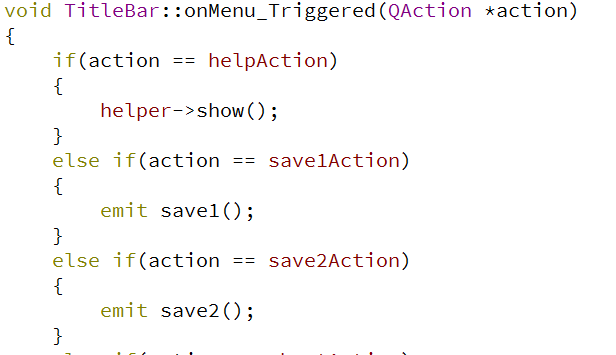 void TitleBar::onMenu_Triggered(QAction *action)
{
    if(action == helpAction)
    {
        helper->show();
    }
    else if(action == save1Action)
    {
        emit save1();
    }
    else if(action == save2Action)
    {
        emit save2();
    }